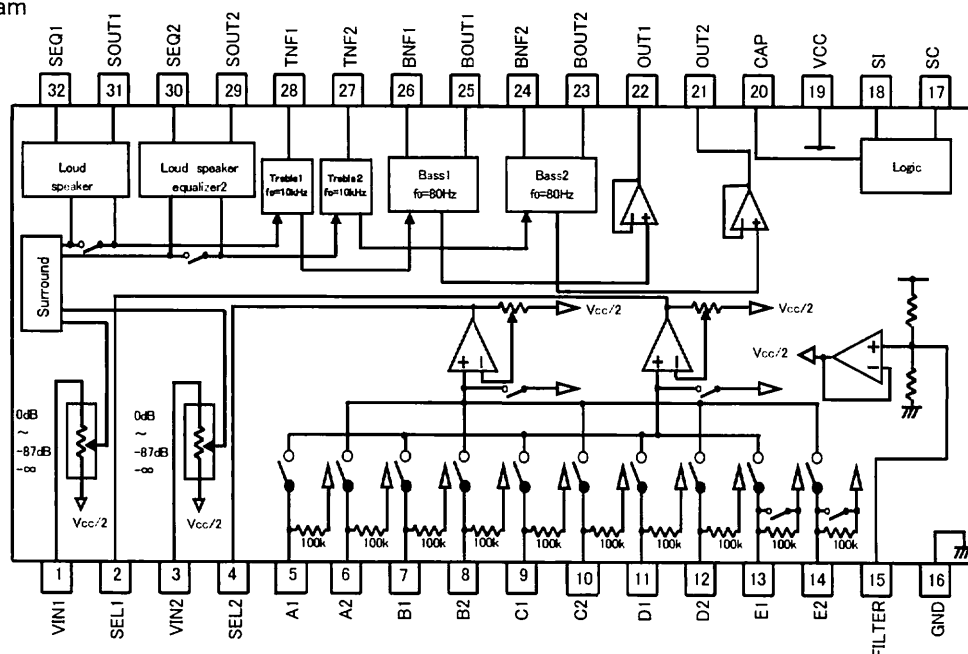 am
SEQ1 SOUT1 SEQ2 SOUT2 TNF1 TNF2 BNF1 BOUT1 BNF2 BOUT2 OUT1 OUT2 CAP VCC SI SC
32 31 30 29 28 27 26 25 24 23 22 21 20 19 18 17
Loud
speaker
Loud speaker
equalizer2
Treble1
fo=10kHz
Treble2
fo=10kHz
Bass1
fo=80Hz
Bass2
fo=80Hz
Logic
Surround
Vcc/2
Vcc/2
Vcc/2
+ −
+ −
+
−
0dB
~
-87dB
-∞
Vcc/2
0dB
~
-87dB
-∞
Vcc/2
100k 100k 100k 100k 100k 100k 100k 100k 100k 100k
1 2 3 4 5 6 7 8 9 10 11 12 13 14 15 16
VIN1 SEL1 VIN2 SEL2 A1 A2 B1 B2 C1 C2 D1 D2 E1 E2 FILTER GND